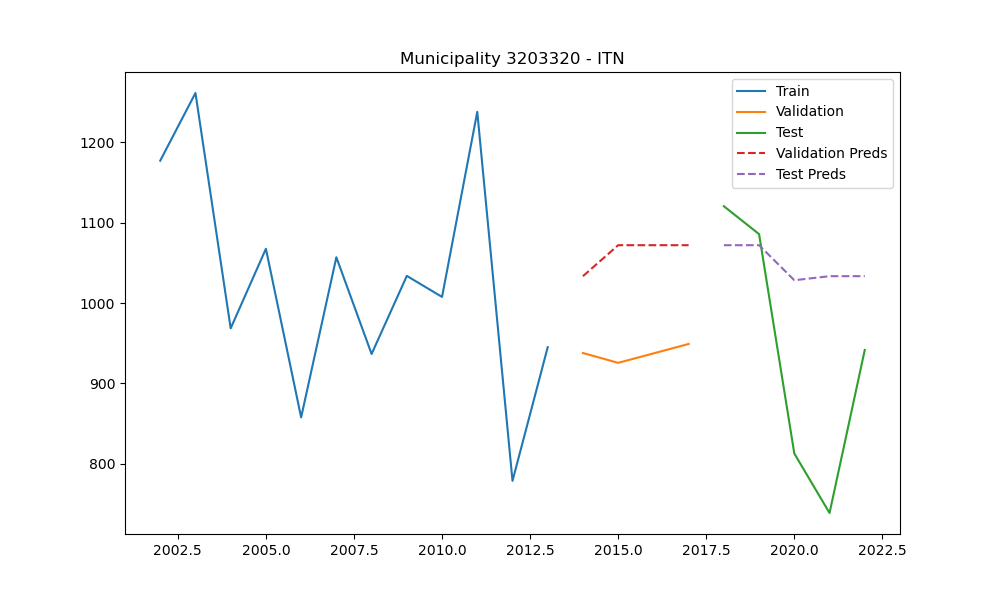 Municipality 3203320 - ITN
Train
Validation
Test
Validation Preds
Test Preds
1200
1100
1000
900
800
2002.5 2005.0 2007.5 2010.0 2012.5 2015.0 2017.5 2020.0 2022.5